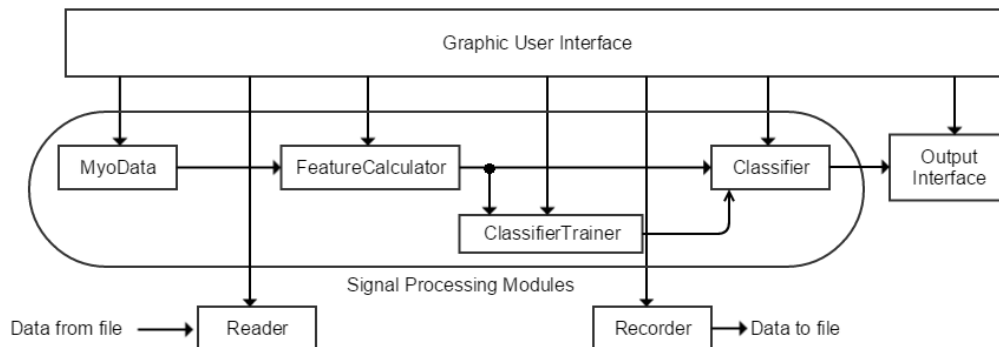 Graphic User Interface
MyoData
FeatureCalculator
Classifier
Output
Interface
ClassifierTrainer
Signal Processing Modules
Data from file
Reader
Recorder
Data to file